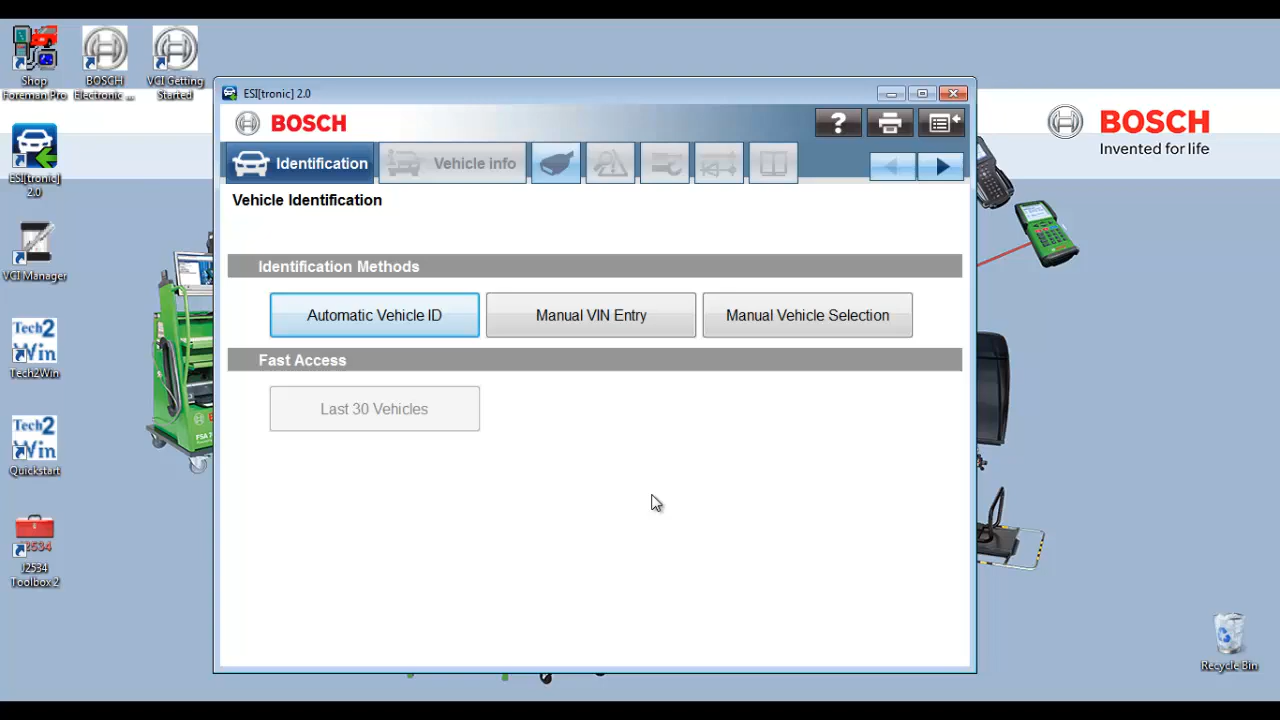 Shop
Foreman Pro
BOSCH
Electronic ...
VCI Getting
Started
ESI[tronic]
2.0
VCI Manager
Tech2
Win
Tech2Win
Tech2
Win
Quickstart
J2534
J2534
Toolbox 2
ESI[tronic] 2.0
BOSCH
?
Identification
Vehicle info
Vehicle Identification
Identification Methods
Automatic Vehicle ID
Manual VIN Entry
Manual Vehicle Selection
Fast Access
Last 30 Vehicles
BOSCH
Invented for life
Recycle Bin